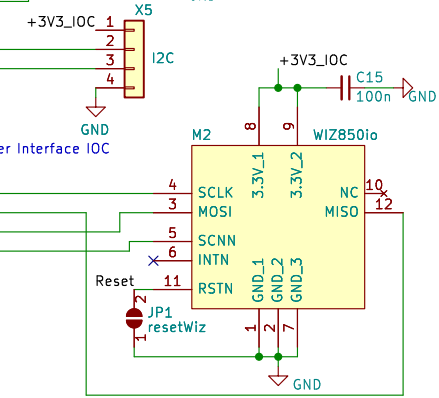 X5
+3V3_IOC 1
2
3
4
I2C
GND
er Interface IOC
+3V3_IOC
C15
100n
GND
M2
WIZ850io
8
9
3.3V_1
3.3V_2
4 SCLK
3 MOSI
5 SCNN
6 INTN
11 RSTN
NC 10
MISO 12
GND_1
GND_2
GND_3
1
2
7
Reset
2
JP1
resetWiz
1
GND